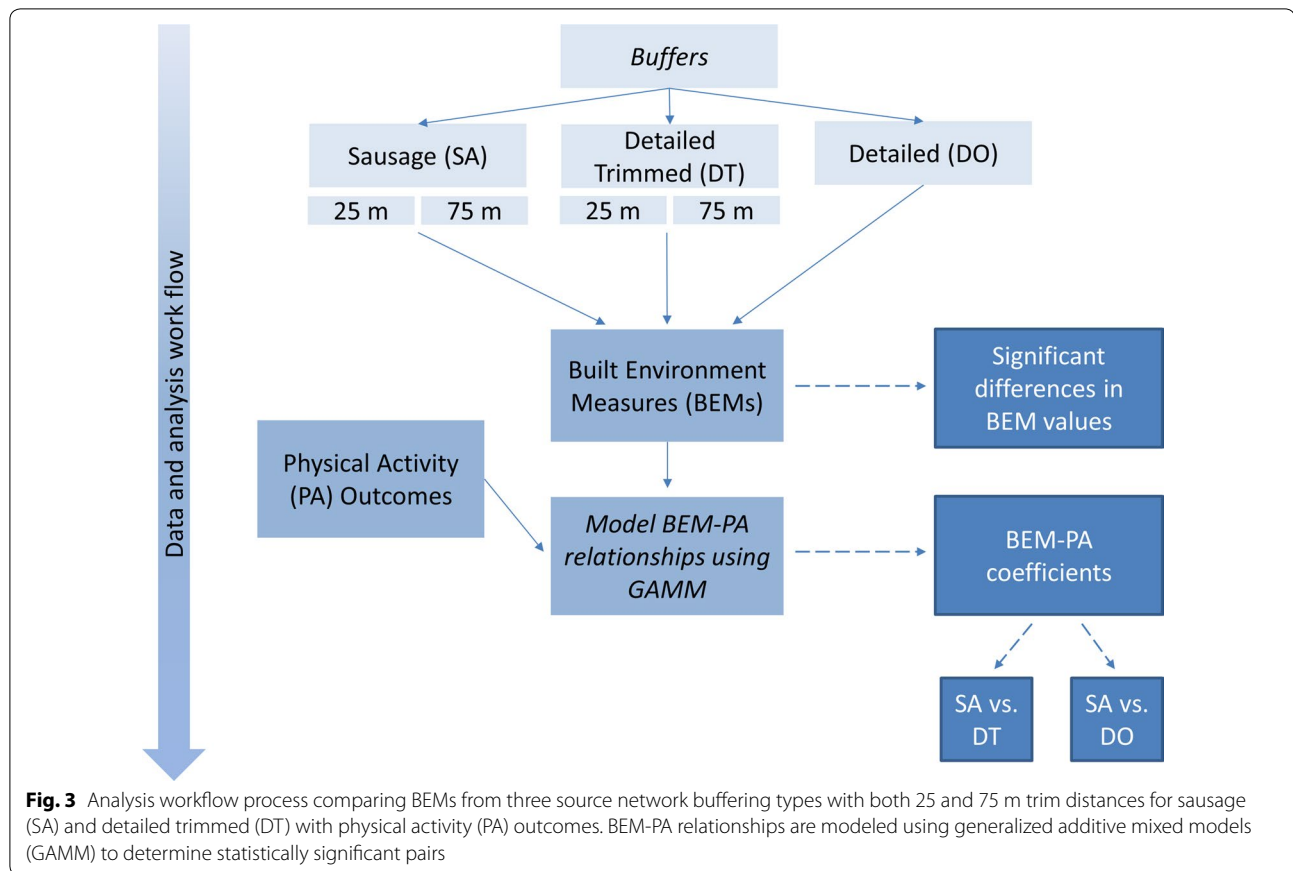 Data and analysis work flow
Buffers
Sausage (SA)
25 m
75 m
Detailed
Trimmed (DT)
25 m
75 m
Detailed (DO)
Built Environment
Measures (BEMs)
Significant
differences in
BEM values
Physical Activity
(PA) Outcomes
Model BEM-PA
relationships using
GAMM
BEM-PA
coefficients
SA vs.
DT
SA vs.
DO
Fig. 3 Analysis workflow process comparing BEMs from three source network buffering types with both 25 and 75 m trim distances for sausage
(SA) and detailed trimmed (DT) with physical activity (PA) outcomes. BEM-PA relationships are modeled using generalized additive mixed models
(GAMM) to determine statistically significant pairs